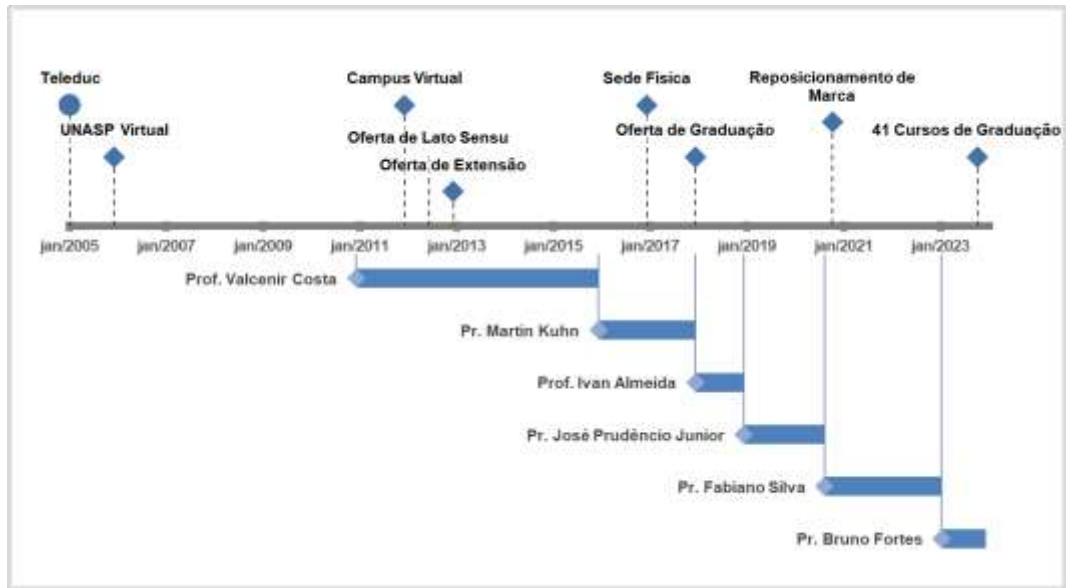 Teleduc
Campus Virtual
Sede Fisica
Reposicionamento de
Marca
UNASP Virtual
Oferta de Graduação
41 Cursos de Graduação
Oferta de Lato Sensu
Oferta de Extensão
jan/2005 jan/2007 jan/2009 jan/2011 jan/2013 jan/2015 jan/2017 jan/2019 jan/2021 jan/2023
Prof. Valcenir Costa
Pr. Martin Kuhn
Prof. Ivan Almeida
Pr. José Prudêncio Junior
Pr. Fabiano Silva
Pr. Bruno Fortes